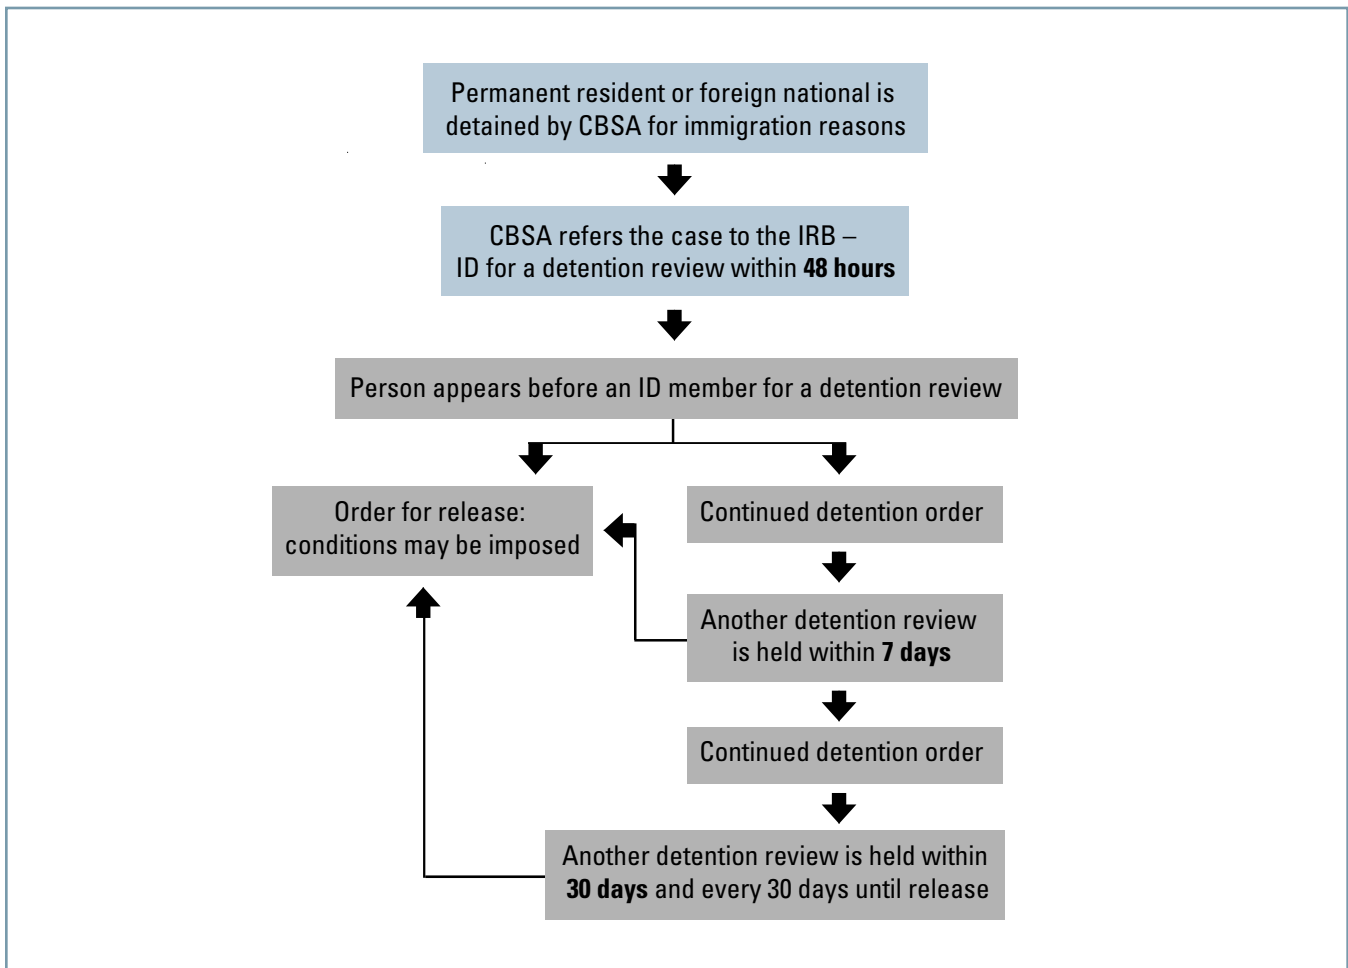 Permanent resident or foreign national is
detained by CBSA for immigration reasons
CBSA refers the case to the IRB –
ID for a detention review within 48 hours
Person appears before an ID member for a detention review
Order for release:
conditions may be imposed
Continued detention order
Another detention review
is held within 7 days
Continued detention order
Another detention review is held within
30 days and every 30 days until release